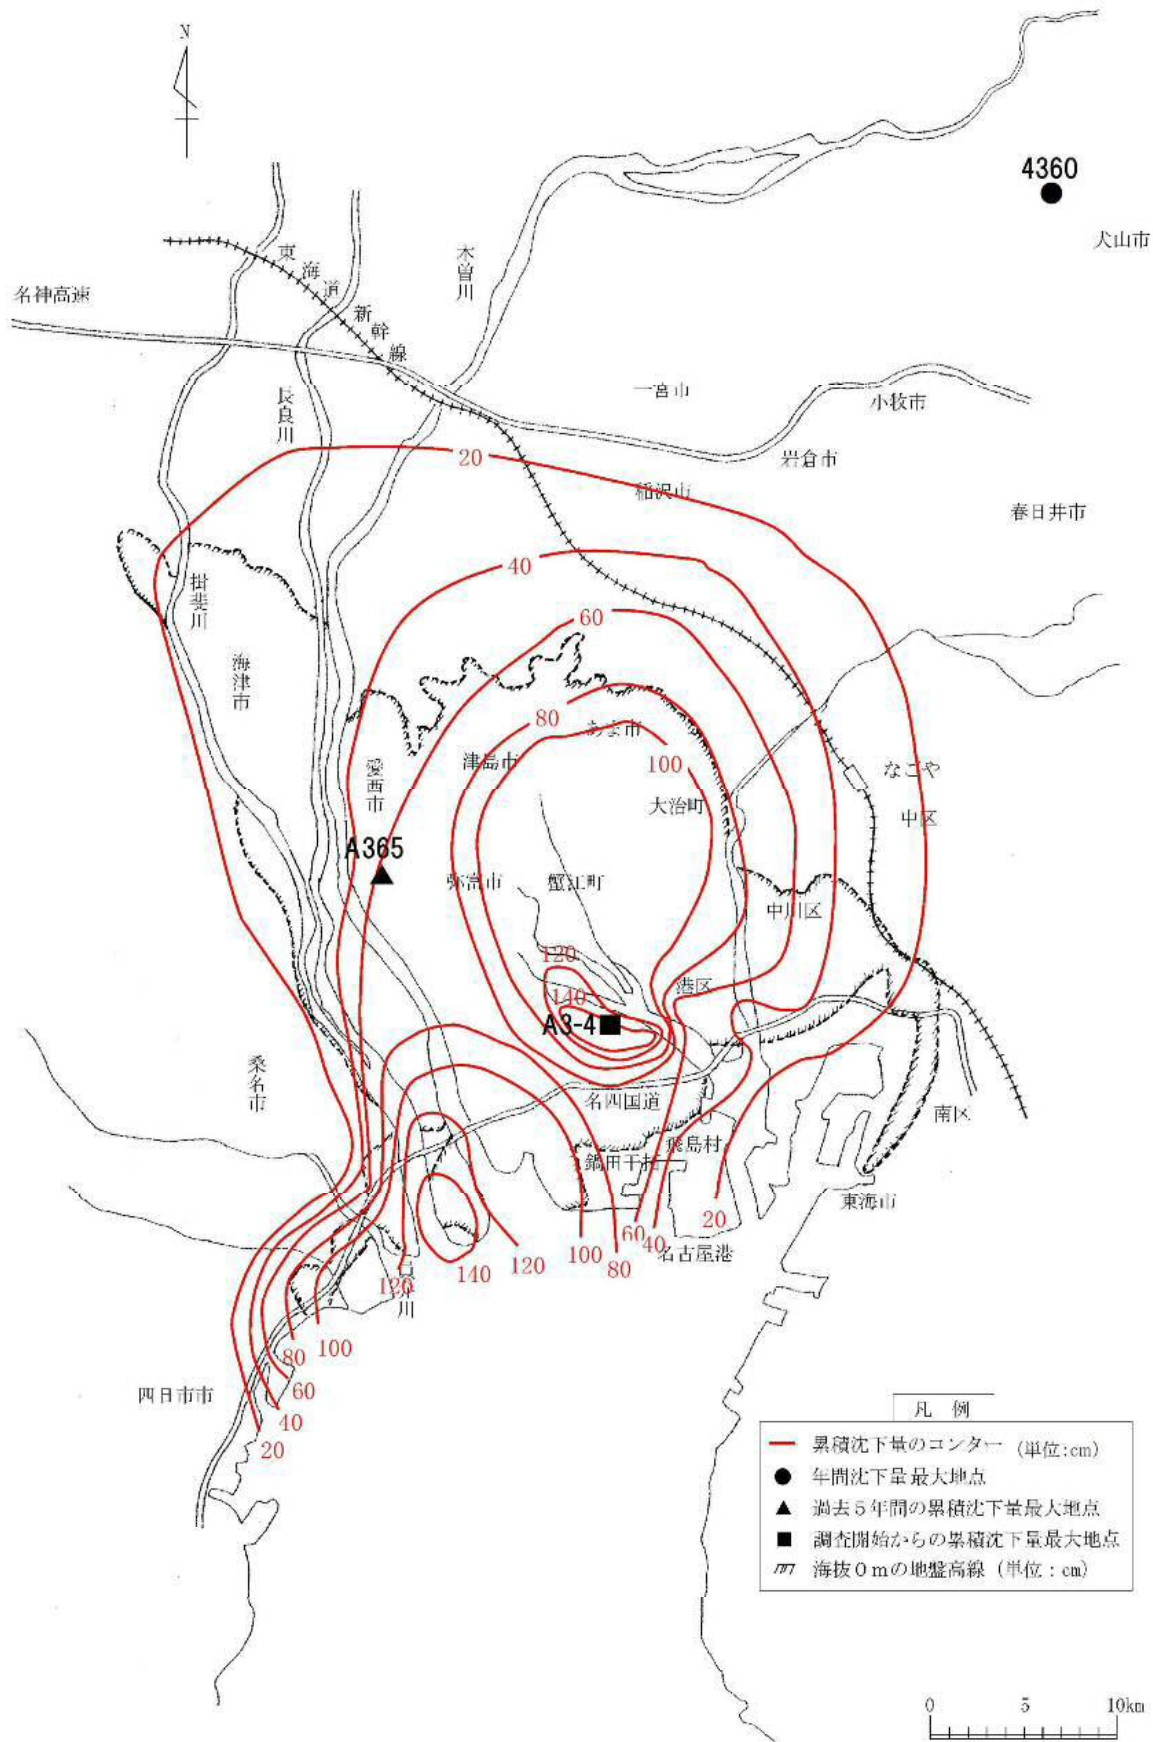 N
4360
犬山市
東海道新幹線
木曽川
名神高速
長良川
一宮市
小牧市
岩倉市
20
稲沢市
春日井市
40
揖斐川
60
海津市
80
あま市
津島市
100
愛西市
大治町
なごや
中区
A365
弥富市
蟹江町
中川区
120
港区
140
A3-4
桑名市
名四国道
南区
飛島村
鍋田干拓
東海市
20
60
40
名古屋港
100
80
120
140
120
川
100
80
60
四日市市
40
20
凡 例
累積沈下量のコンター (単位:cm)
年間沈下量最大地点
過去5年間の累積沈下量最大地点
調査開始からの累積沈下量最大地点
海抜0mの地盤高線 (単位:cm)
0 5 10km